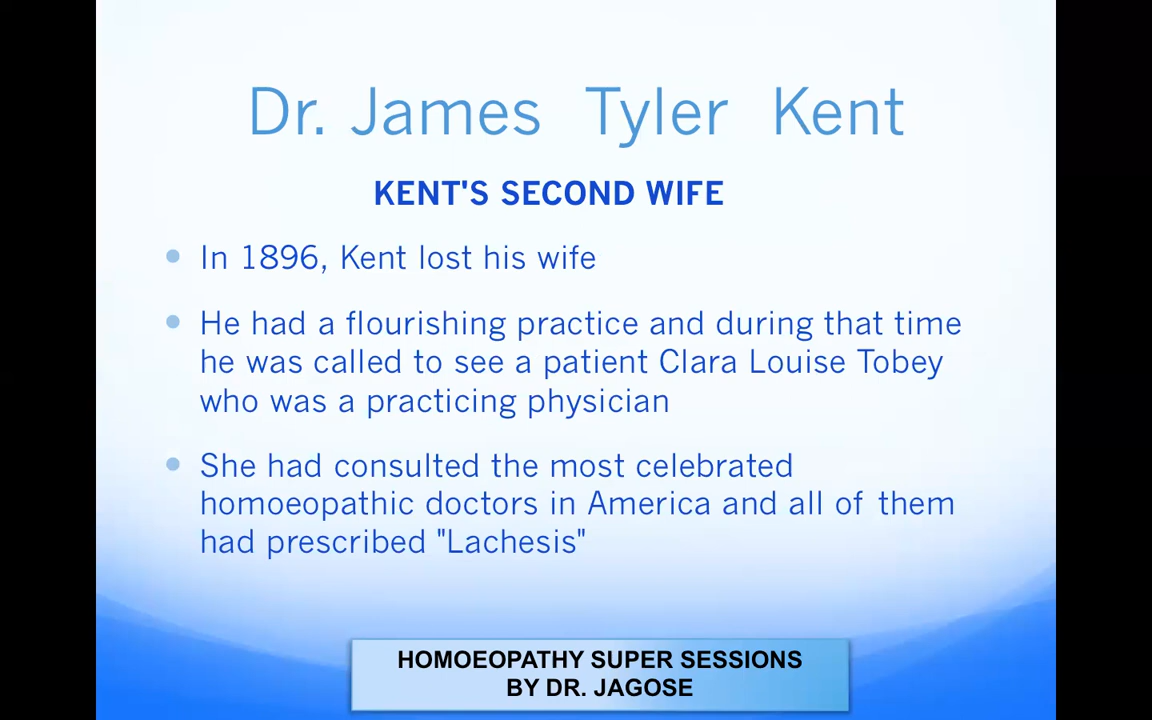 Dr. James Tyler Kent
KENT'S SECOND WIFE
• In 1896, Kent lost his wife
• He had a flourishing practice and during that time
he was called to see a patient Clara Louise Tobey
who was a practicing physician
• She had consulted the most celebrated
homoeopathic doctors in America and all of them
had prescribed "Lachesis"
HOMOEOPATHY SUPER SESSIONS
BY DR. JAGOSE